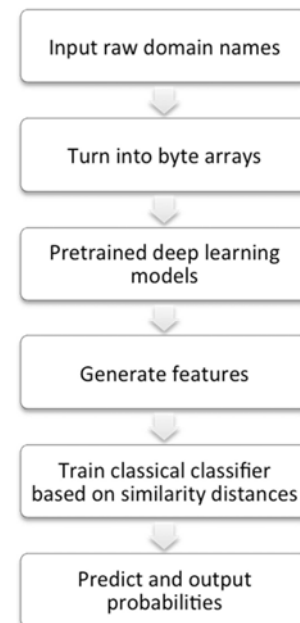 Input raw domain names
Turn into byte arrays
Pretrained deep learning
models
Generate features
Train classical classifier
based on similarity distances
Predict and output
probabilities